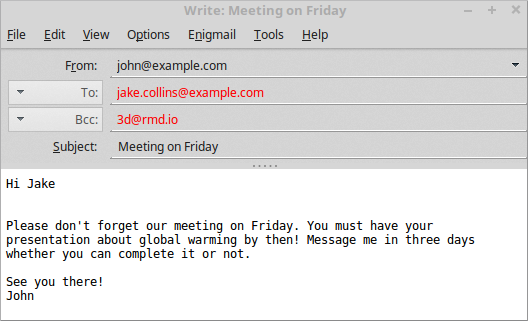 Write: Meeting on Friday
File Edit View Options Enigmail Tools Help
From: john@example.com
To: jake.collins@example.com
Bcc: 3d@rmd.io
Subject: Meeting on Friday
Hi Jake
Please don't forget our meeting on Friday. You must have your
presentation about global warming by then! Message me in three days
whether you can complete it or not.
See you there!
John